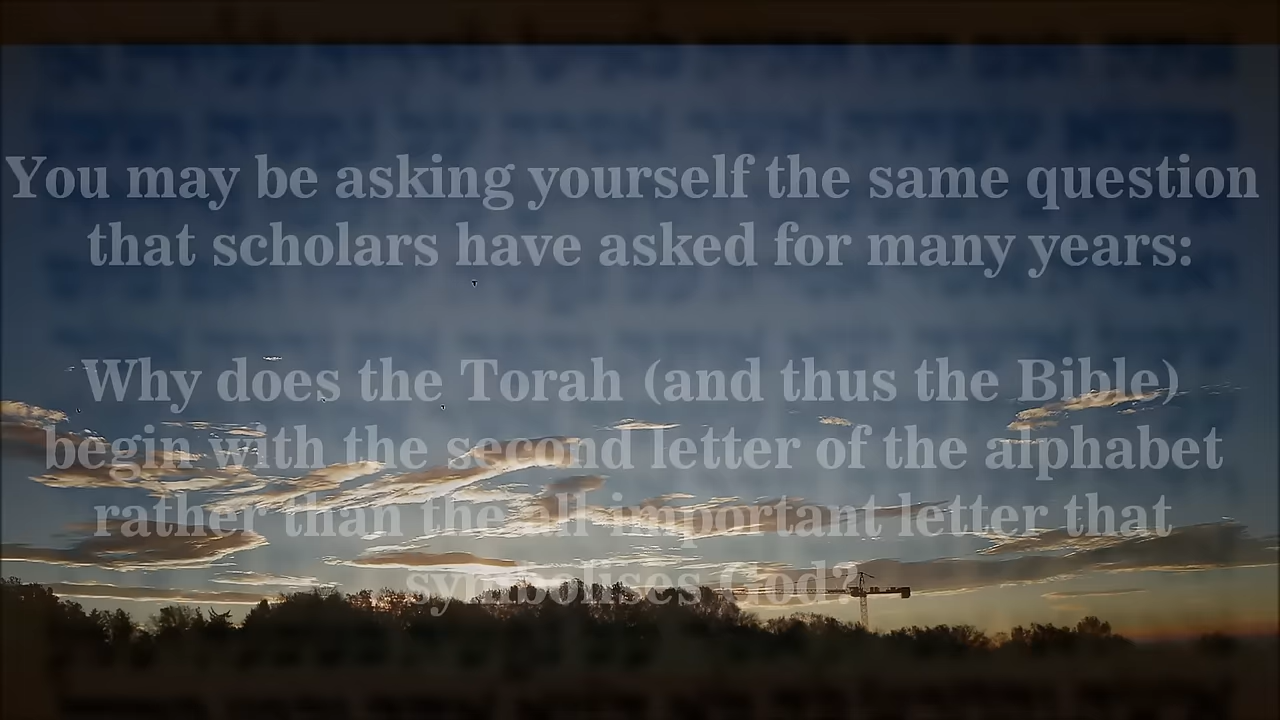 You may be asking yourself the same question
that scholars have asked for many years:
Why does the Torah (and thus the Bible)
begin with the second letter of the alphabet
rather than the all-important letter that
symbolises God?